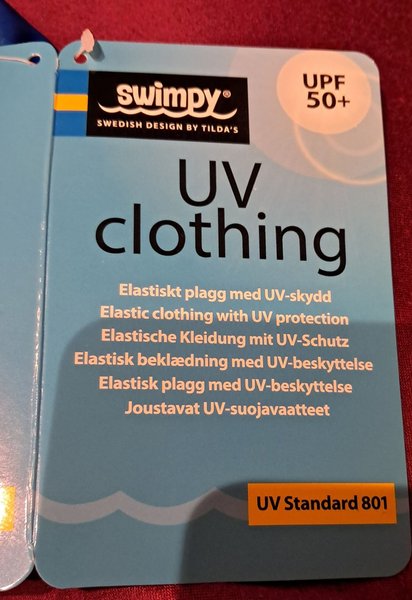 swimpy®
SWEDISH DESIGN BY TILDA'S
UPF
50+
UV
clothing
Elastiskt plagg med UV-skydd
Elastic clothing with UV protection
Elastische Kleidung mit UV-Schutz
Elastisk beklædning med UV-beskyttelse
Elastisk plagg med UV-beskyttelse
Joustavat UV-suojavaatteet
UV Standard 801